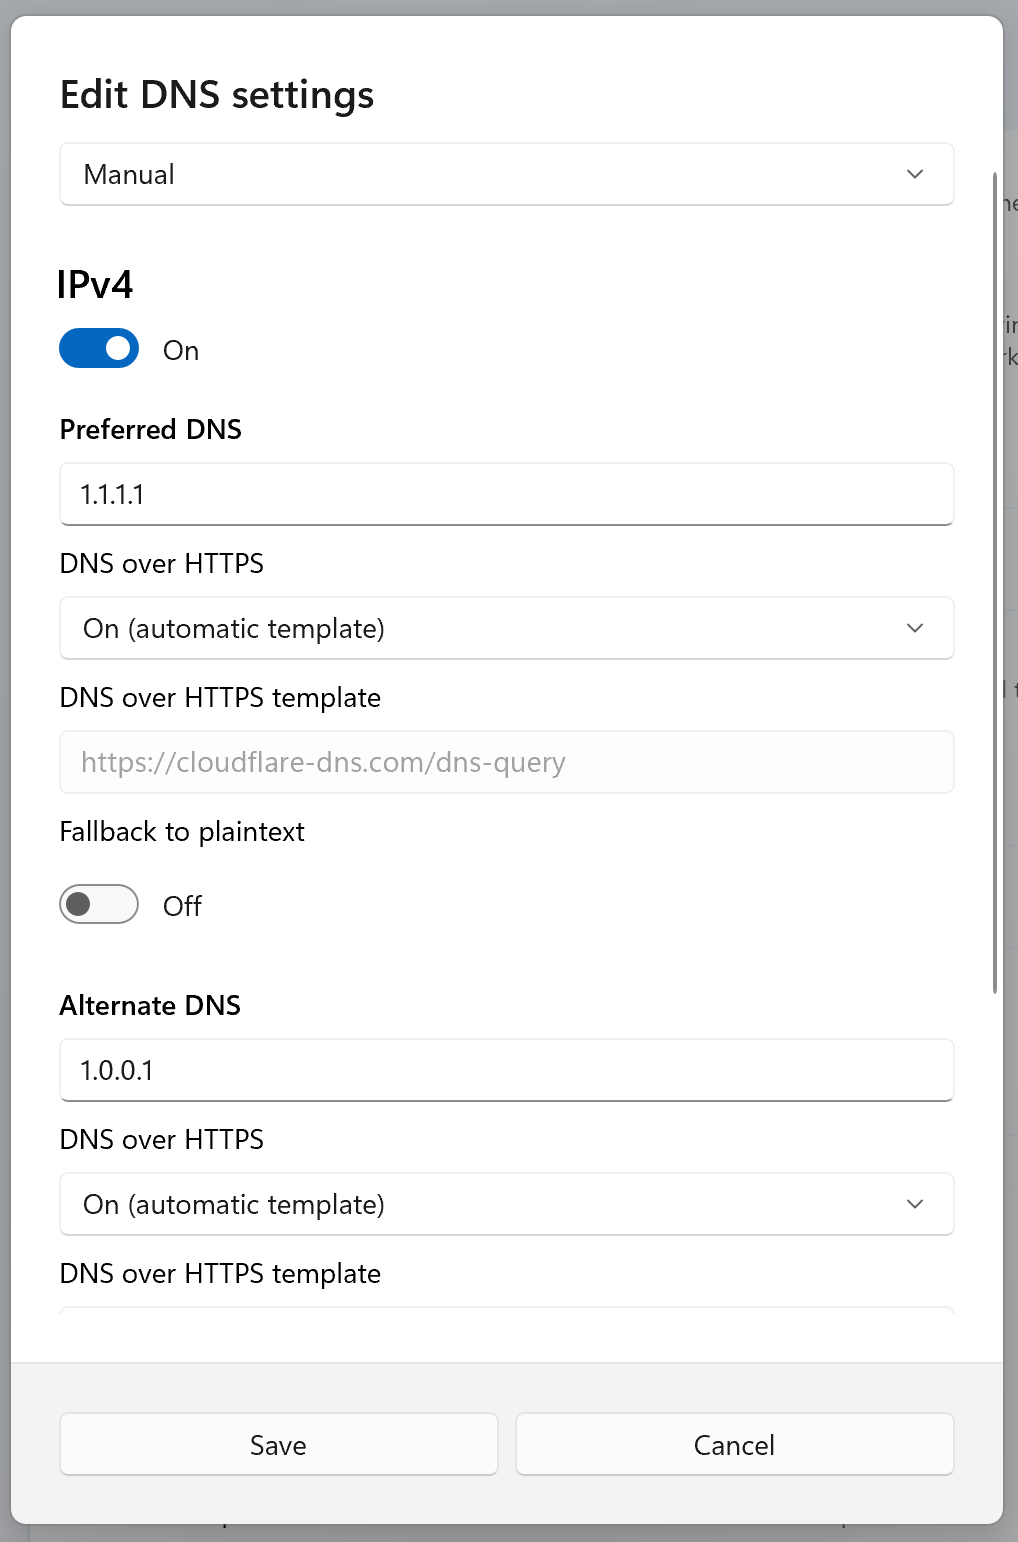 Edit DNS settings
Manual
IPv4
On
Preferred DNS
1.1.1.1
DNS over HTTPS
On (automatic template)
DNS over HTTPS template
https://cloudflare-dns.com/dns-query
Fallback to plaintext
Off
Alternate DNS
1.0.0.1
DNS over HTTPS
On (automatic template)
DNS over HTTPS template
Save
Cancel